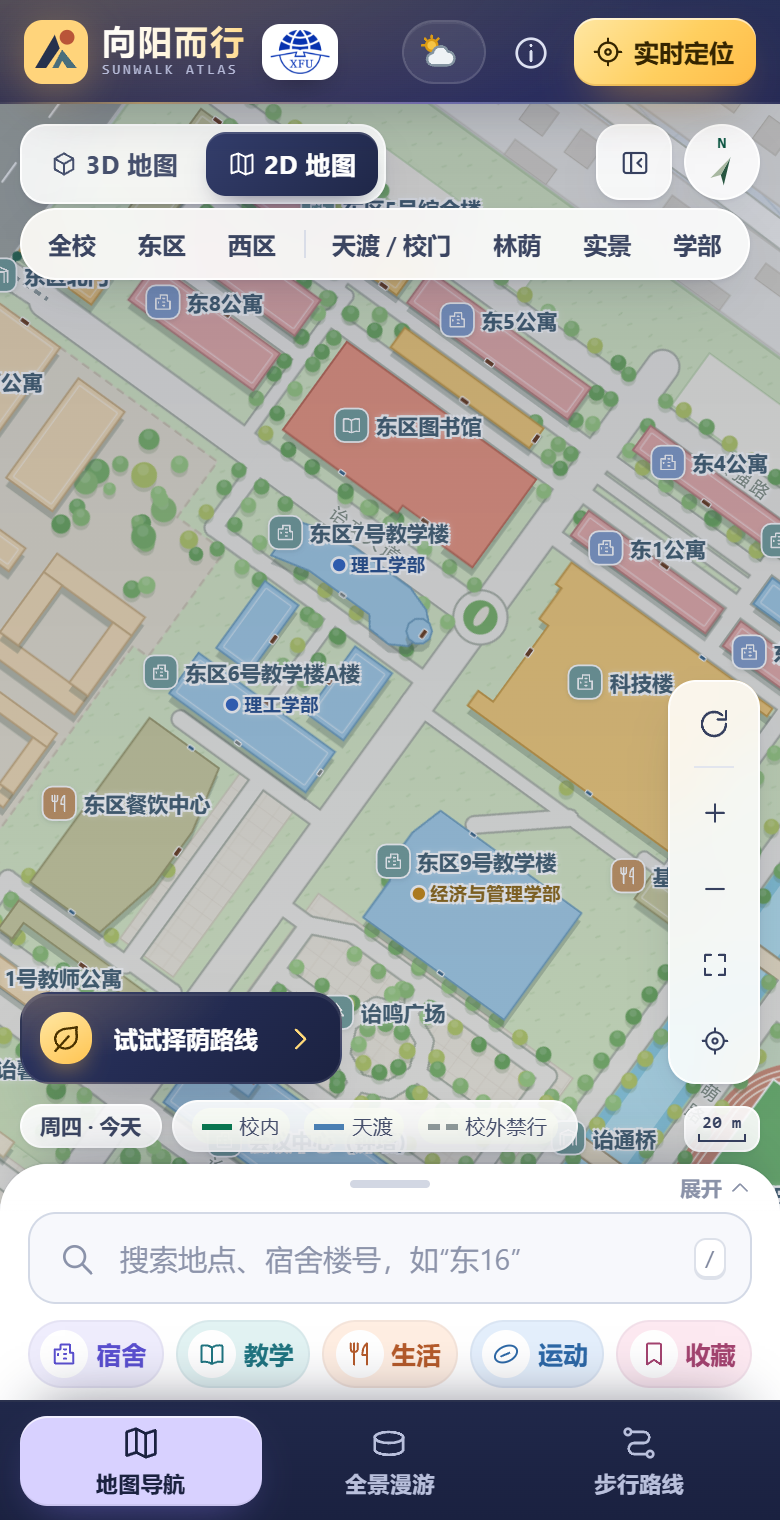 向阳而行
SUNWALK ATLAS
XFU
实时定位
3D 地图
2D 地图
N
全校
东区
西区
天渡 / 校门
林荫
实景
学部
东8公寓
东5公寓
公寓
东区图书馆
东4公寓
东区7号教学楼
理工学部
东1公寓
东区6号教学楼A楼
理工学部
科技楼
东区餐饮中心
东区9号教学楼
经济与管理学部
基
1号教师公寓
诒鸣广场
试试择荫路线
周四 · 今天
校内
天渡
校外禁行
诒通桥
20 m
展开
搜索地点、宿舍楼号，如“东16”
/
宿舍
教学
生活
运动
收藏
地图导航
全景漫游
步行路线